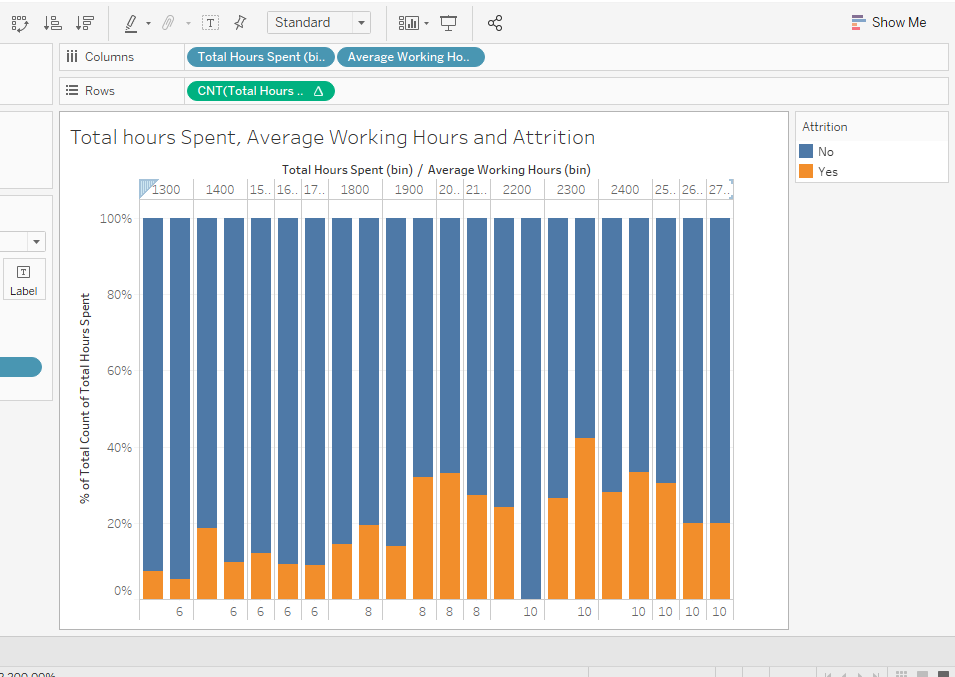 Standard
Show Me
Columns
Total Hours Spent (bi..
Average Working Ho..
Rows
CNT(Total Hours ..
Δ
Label
T
T
Total hours Spent, Average Working Hours and Attrition
Total Hours Spent (bin) / Average Working Hours (bin)
1300 1400 15.. 16.. 17.. 1800 1900 20.. 21.. 2200 2300 2400 25.. 26.. 27..
100%
80%
60%
40%
20%
0%
% of Total Count of Total Hours Spent
6 6 6 6 6 8 8 8 8 10 10 10 10 10 10
Attrition
No
Yes